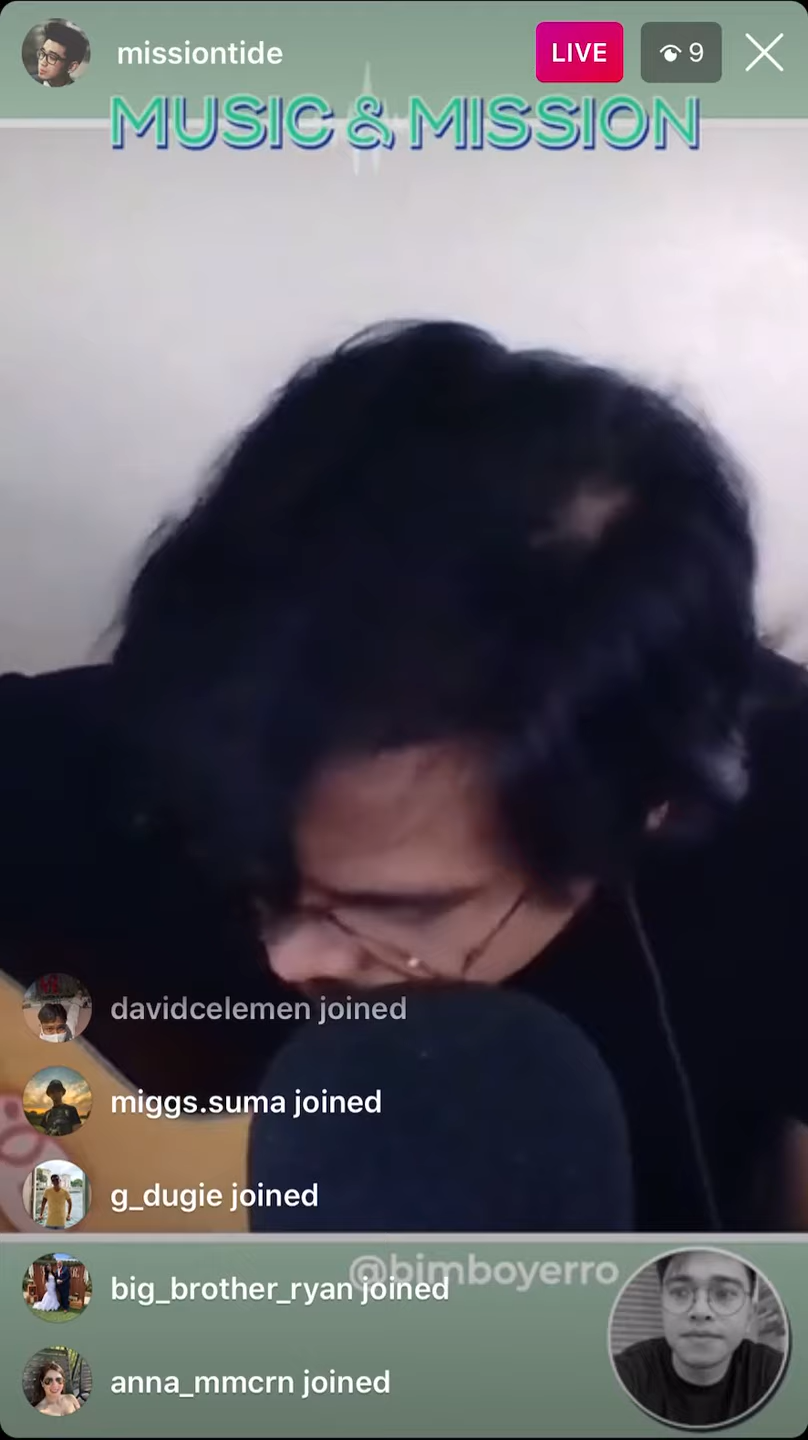 missiontide
LIVE
9
MUSIC & MISSION
davidcelemen joined
miggs.suma joined
g_dugie joined
@bimboyerro
big_brother_ryan joined
anna_mmcrn joined